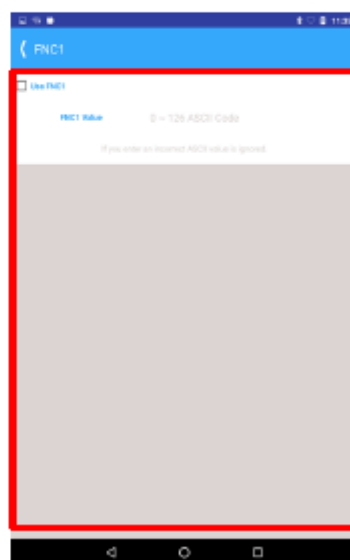 FNC1
Use FNC1
FNC1 Value 0 ~ 126 ASCII Code
If you enter an incorrect ASCII value is ignored.